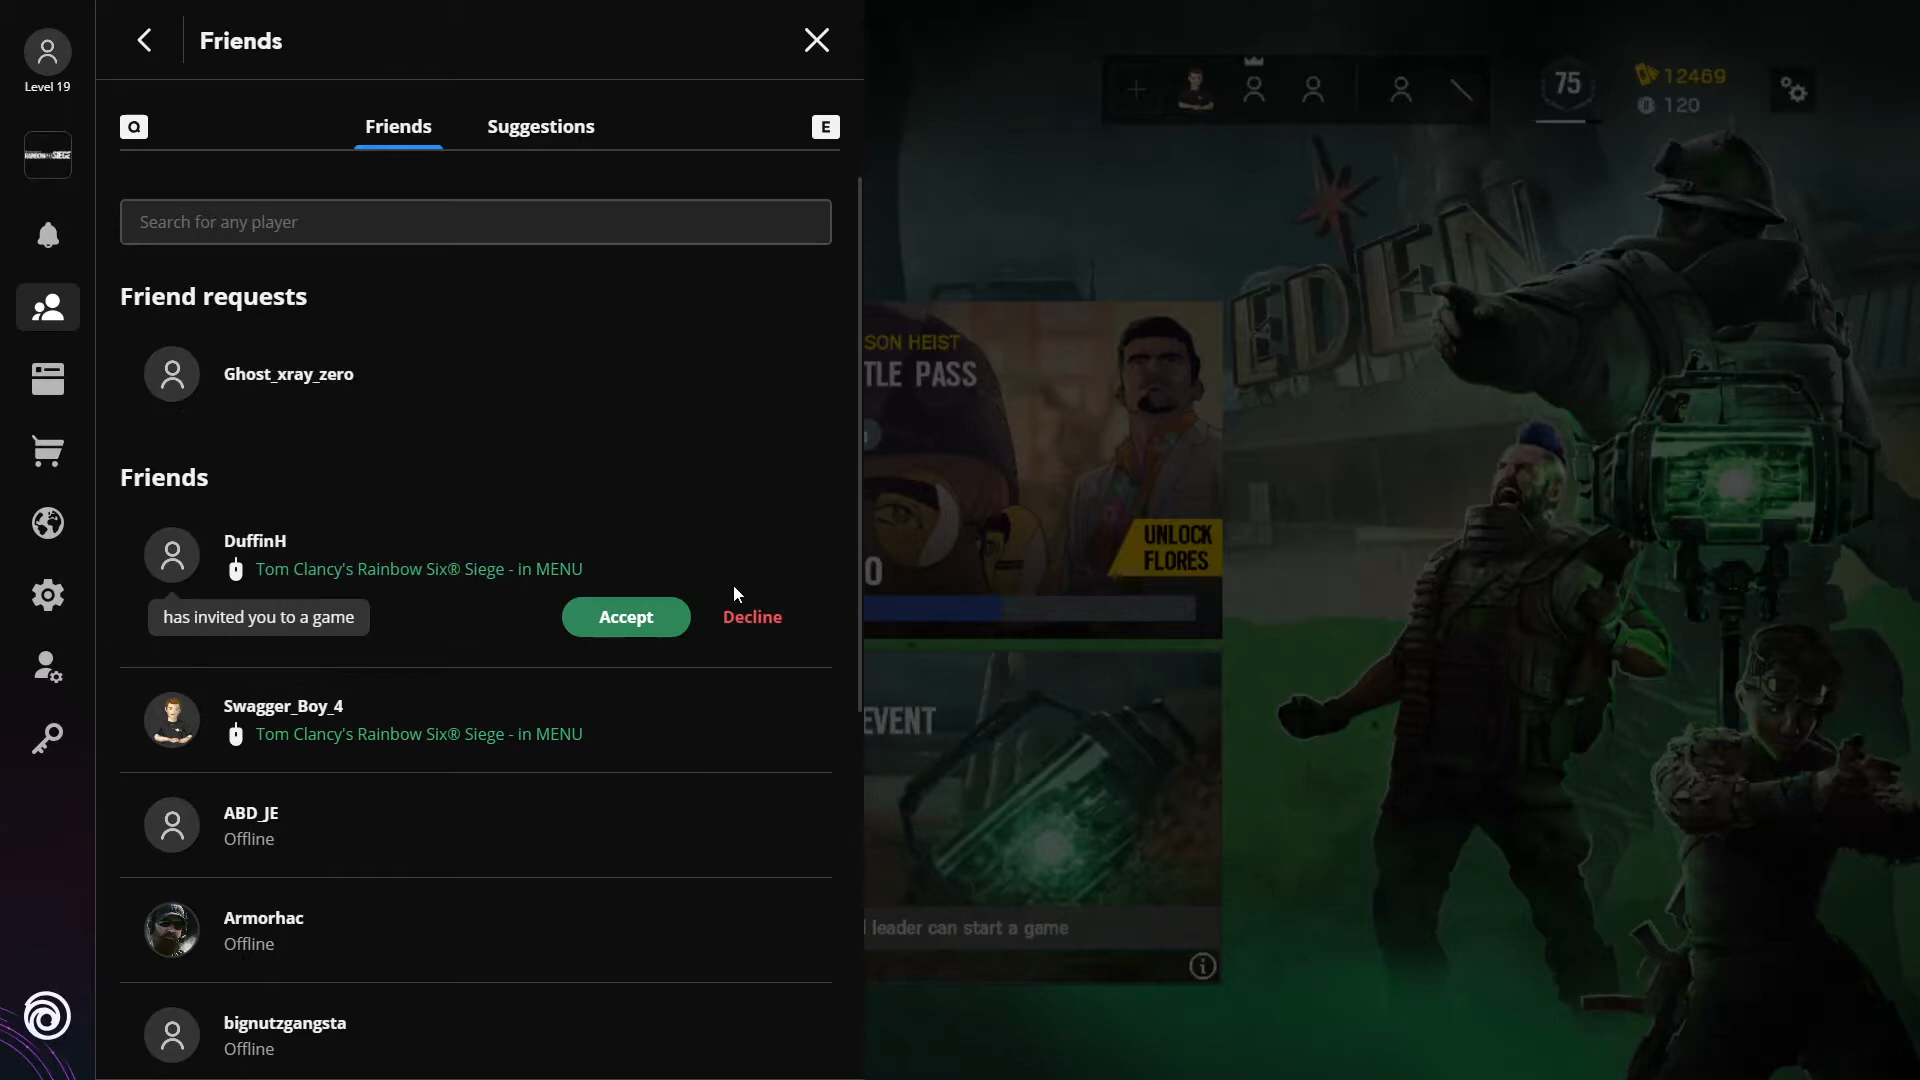 Friends
Level 19
Q
Friends
Suggestions
E
Search for any player
Friend requests
Ghost_xray_zero
Friends
DuffinH
Tom Clancy's Rainbow Six® Siege - in MENU
has invited you to a game
Accept
Decline
Swagger_Boy_4
Tom Clancy's Rainbow Six® Siege - in MENU
ABD_JE
Offline
Armorhac
Offline
bignutzgangsta
Offline
75
12469
120
EDEN
SON HEIST
TLE PASS
0
UNLOCK
FLORES
EVENT
leader can start a game
SIEGE